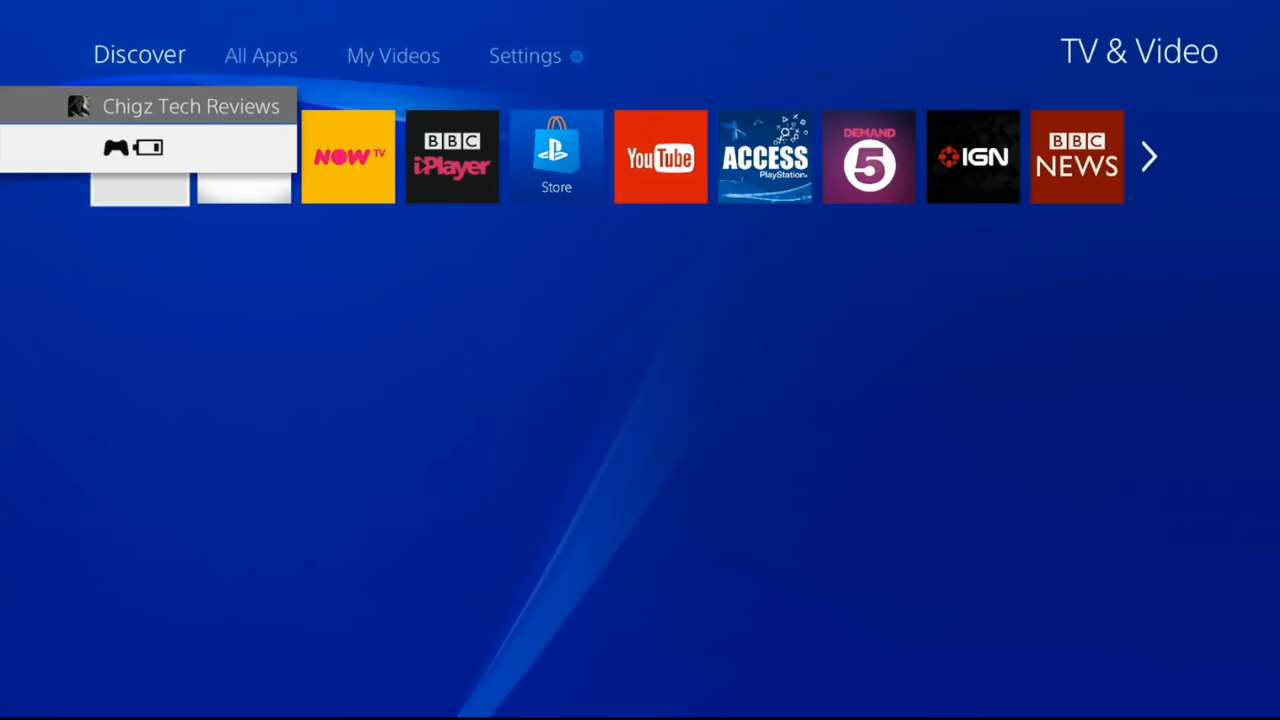 Discover
All Apps
My Videos
Settings
TV & Video
Chigz Tech Reviews
NOW TV
BBC
iPlayer
Store
YouTube
ACCESS
PlayStation
DEMAND
5
IGN
BBC
NEWS